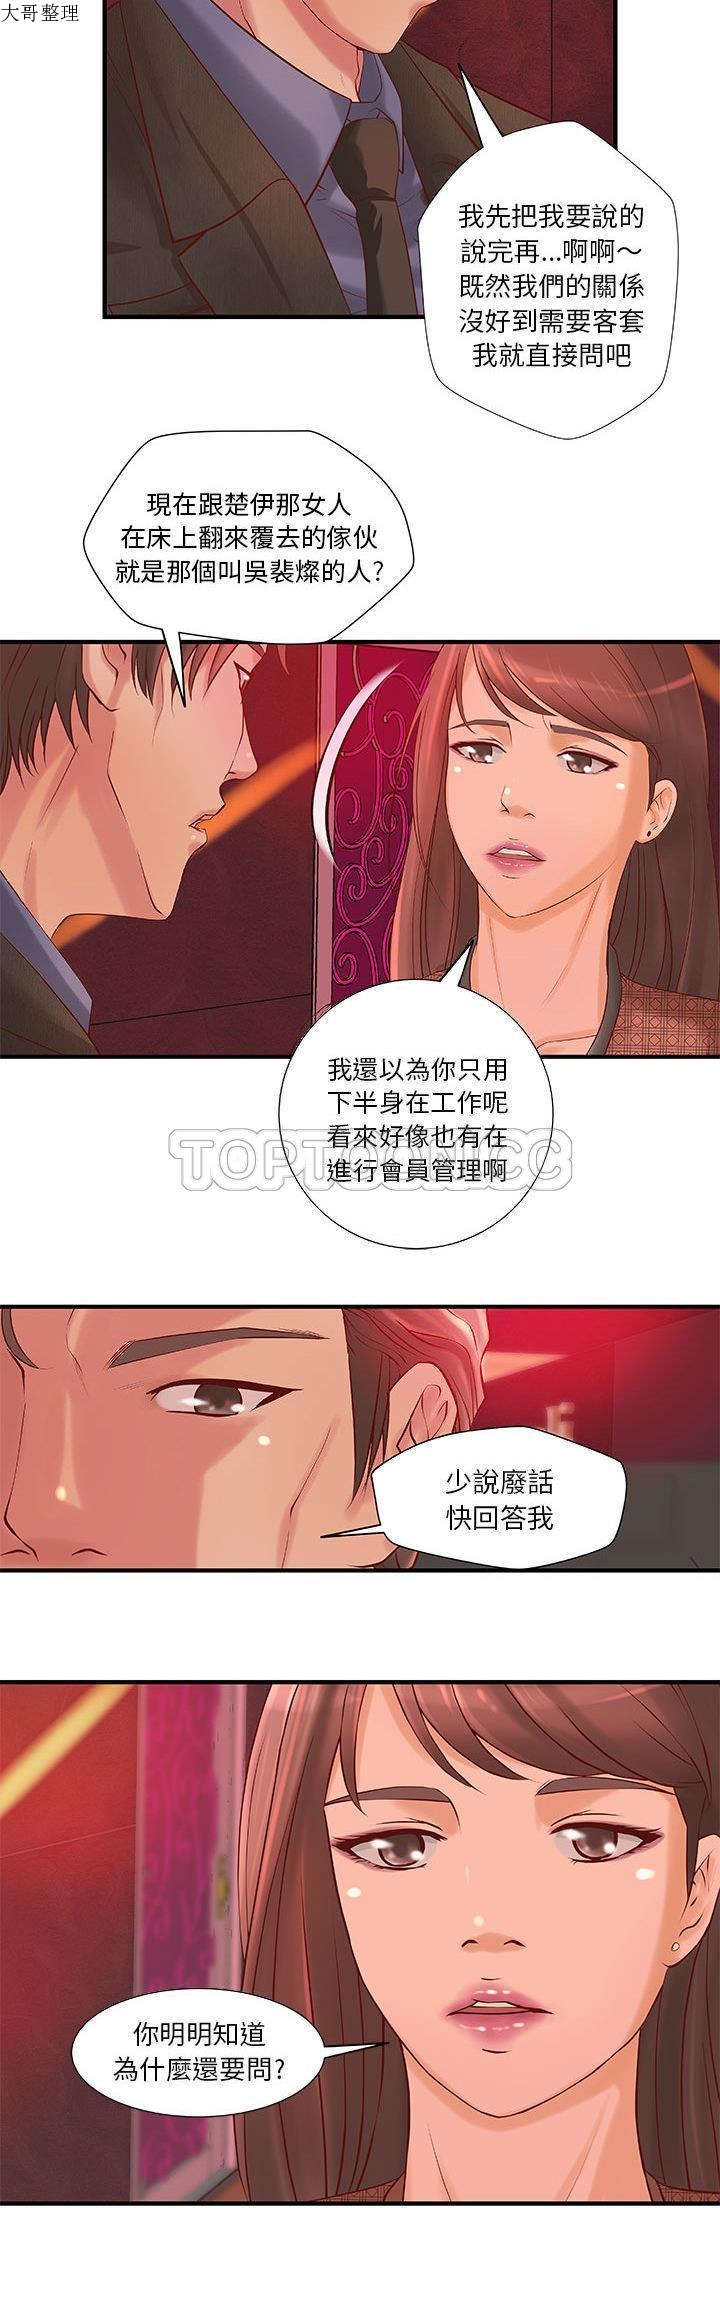 大哥整理
我先把我要說的
說完再...啊啊～
既然我們的關係
沒好到需要客套
我就直接問吧
現在跟楚伊那女人
在床上翻來覆去的傢伙
就是那個叫吳裴燦的人?
我還以為你只用
下半身在工作呢
看來好像也有在
進行會員管理啊
TOPTOON.CC
少說廢話
快回答我
你明明知道
為什麼還要問?